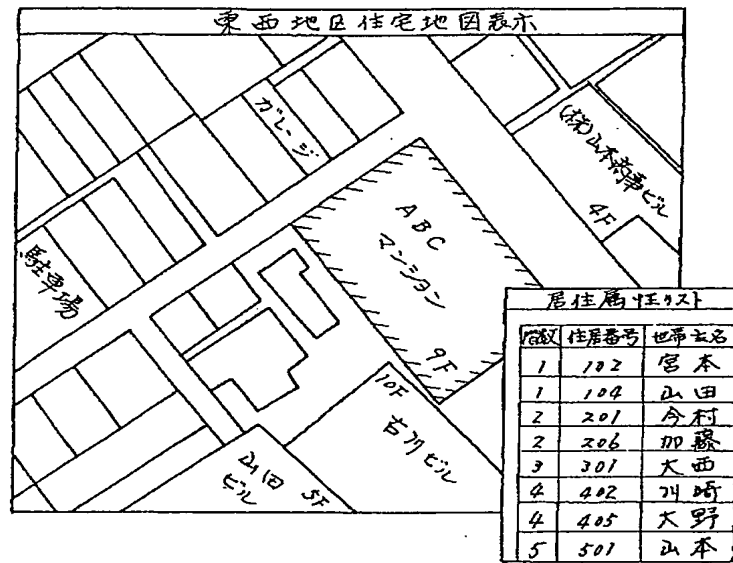 東西地区住宅地図表示
ガレージ
(株)山本商事ビル
4F
ABC
マンション
9F
駐車場
10F
古川ビル
山田
ビル
5F
居住属性リスト
階数 住居番号 世帯主名
1 102 宮本
1 104 山田
2 201 今村
2 206 加藤
3 301 大西
4 402 川崎
4 405 大野
5 501 山本